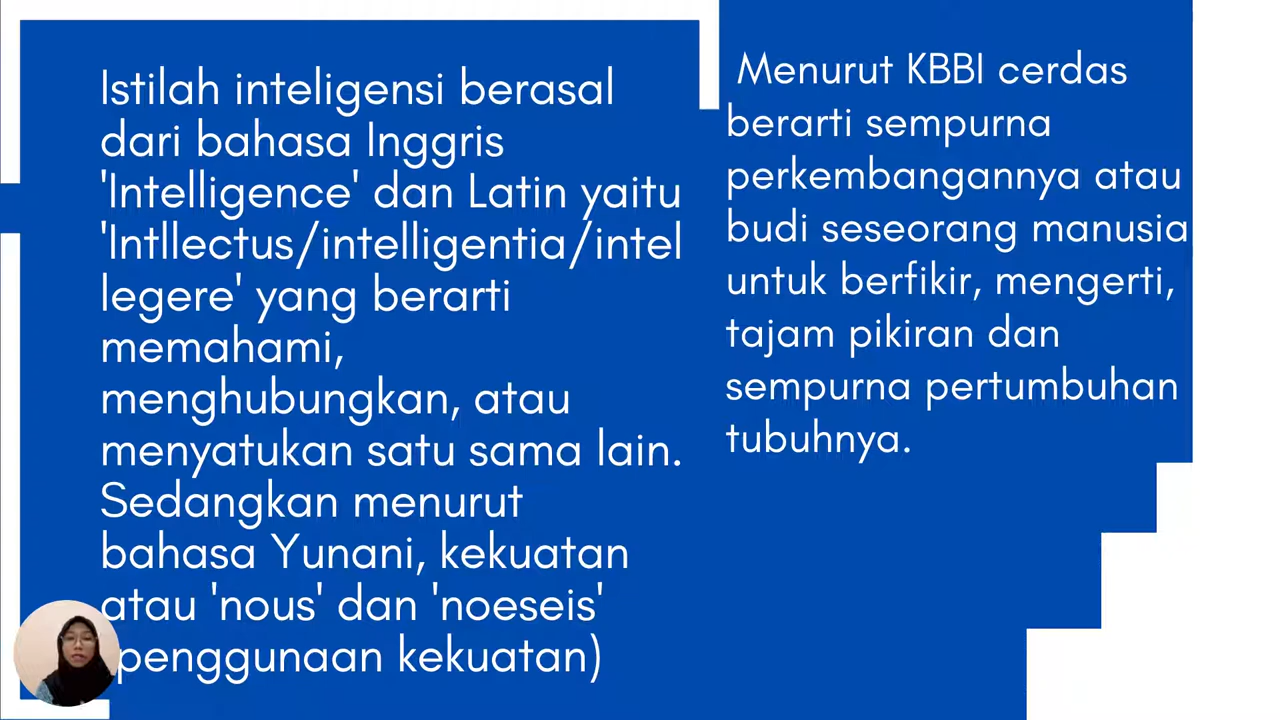 Istilah inteligensi berasal
dari bahasa Inggris
'Intelligence' dan Latin yaitu
'Intllectus/intelligentia/intel
legere' yang berarti
memahami,
menghubungkan, atau
menyatukan satu sama lain.
Sedangkan menurut
bahasa Yunani, kekuatan
atau 'nous' dan 'noeseis'
penggunaan kekuatan)
Menurut KBBI cerdas
berarti sempurna
perkembangannya atau
budi seseorang manusia
untuk berfikir, mengerti,
tajam pikiran dan
sempurna pertumbuhan
tubuhnya.